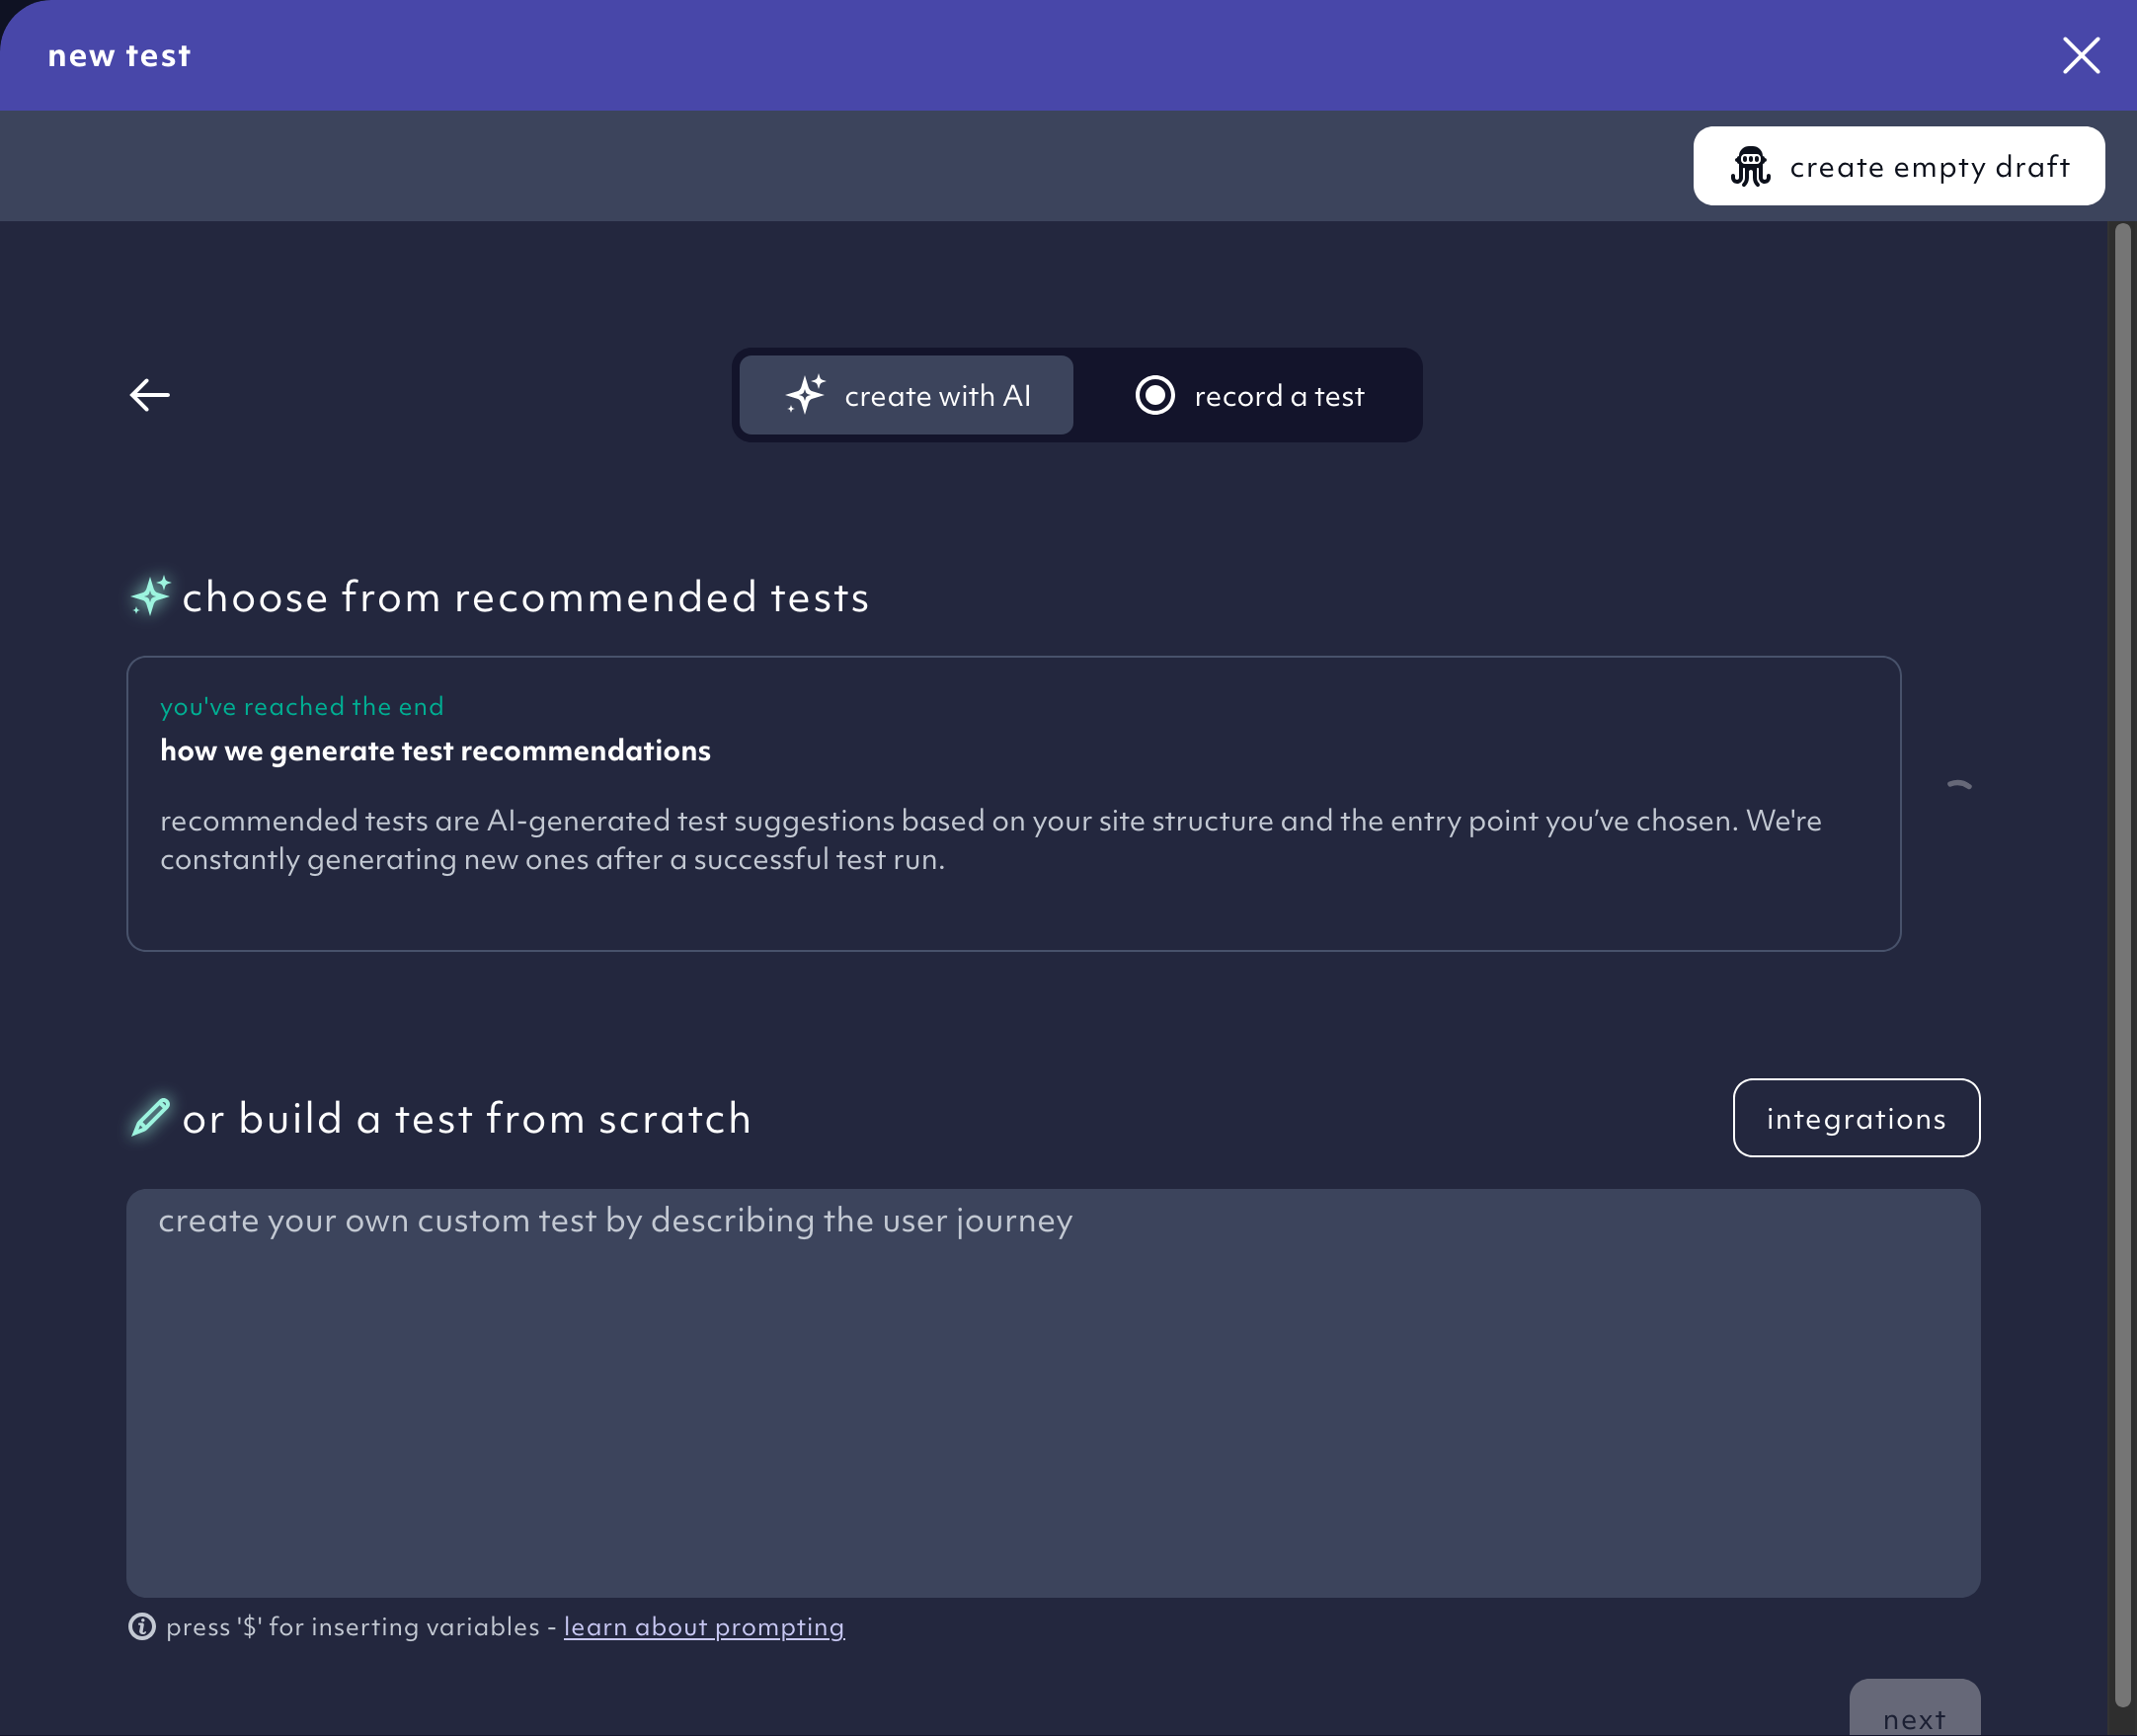 new test
create empty draft
create with AI
record a test
choose from recommended tests
you've reached the end
how we generate test recommendations
recommended tests are AI-generated test suggestions based on your site structure and the entry point you’ve chosen. We're
constantly generating new ones after a successful test run.
or build a test from scratch
integrations
create your own custom test by describing the user journey
press '$' for inserting variables - learn about prompting
next